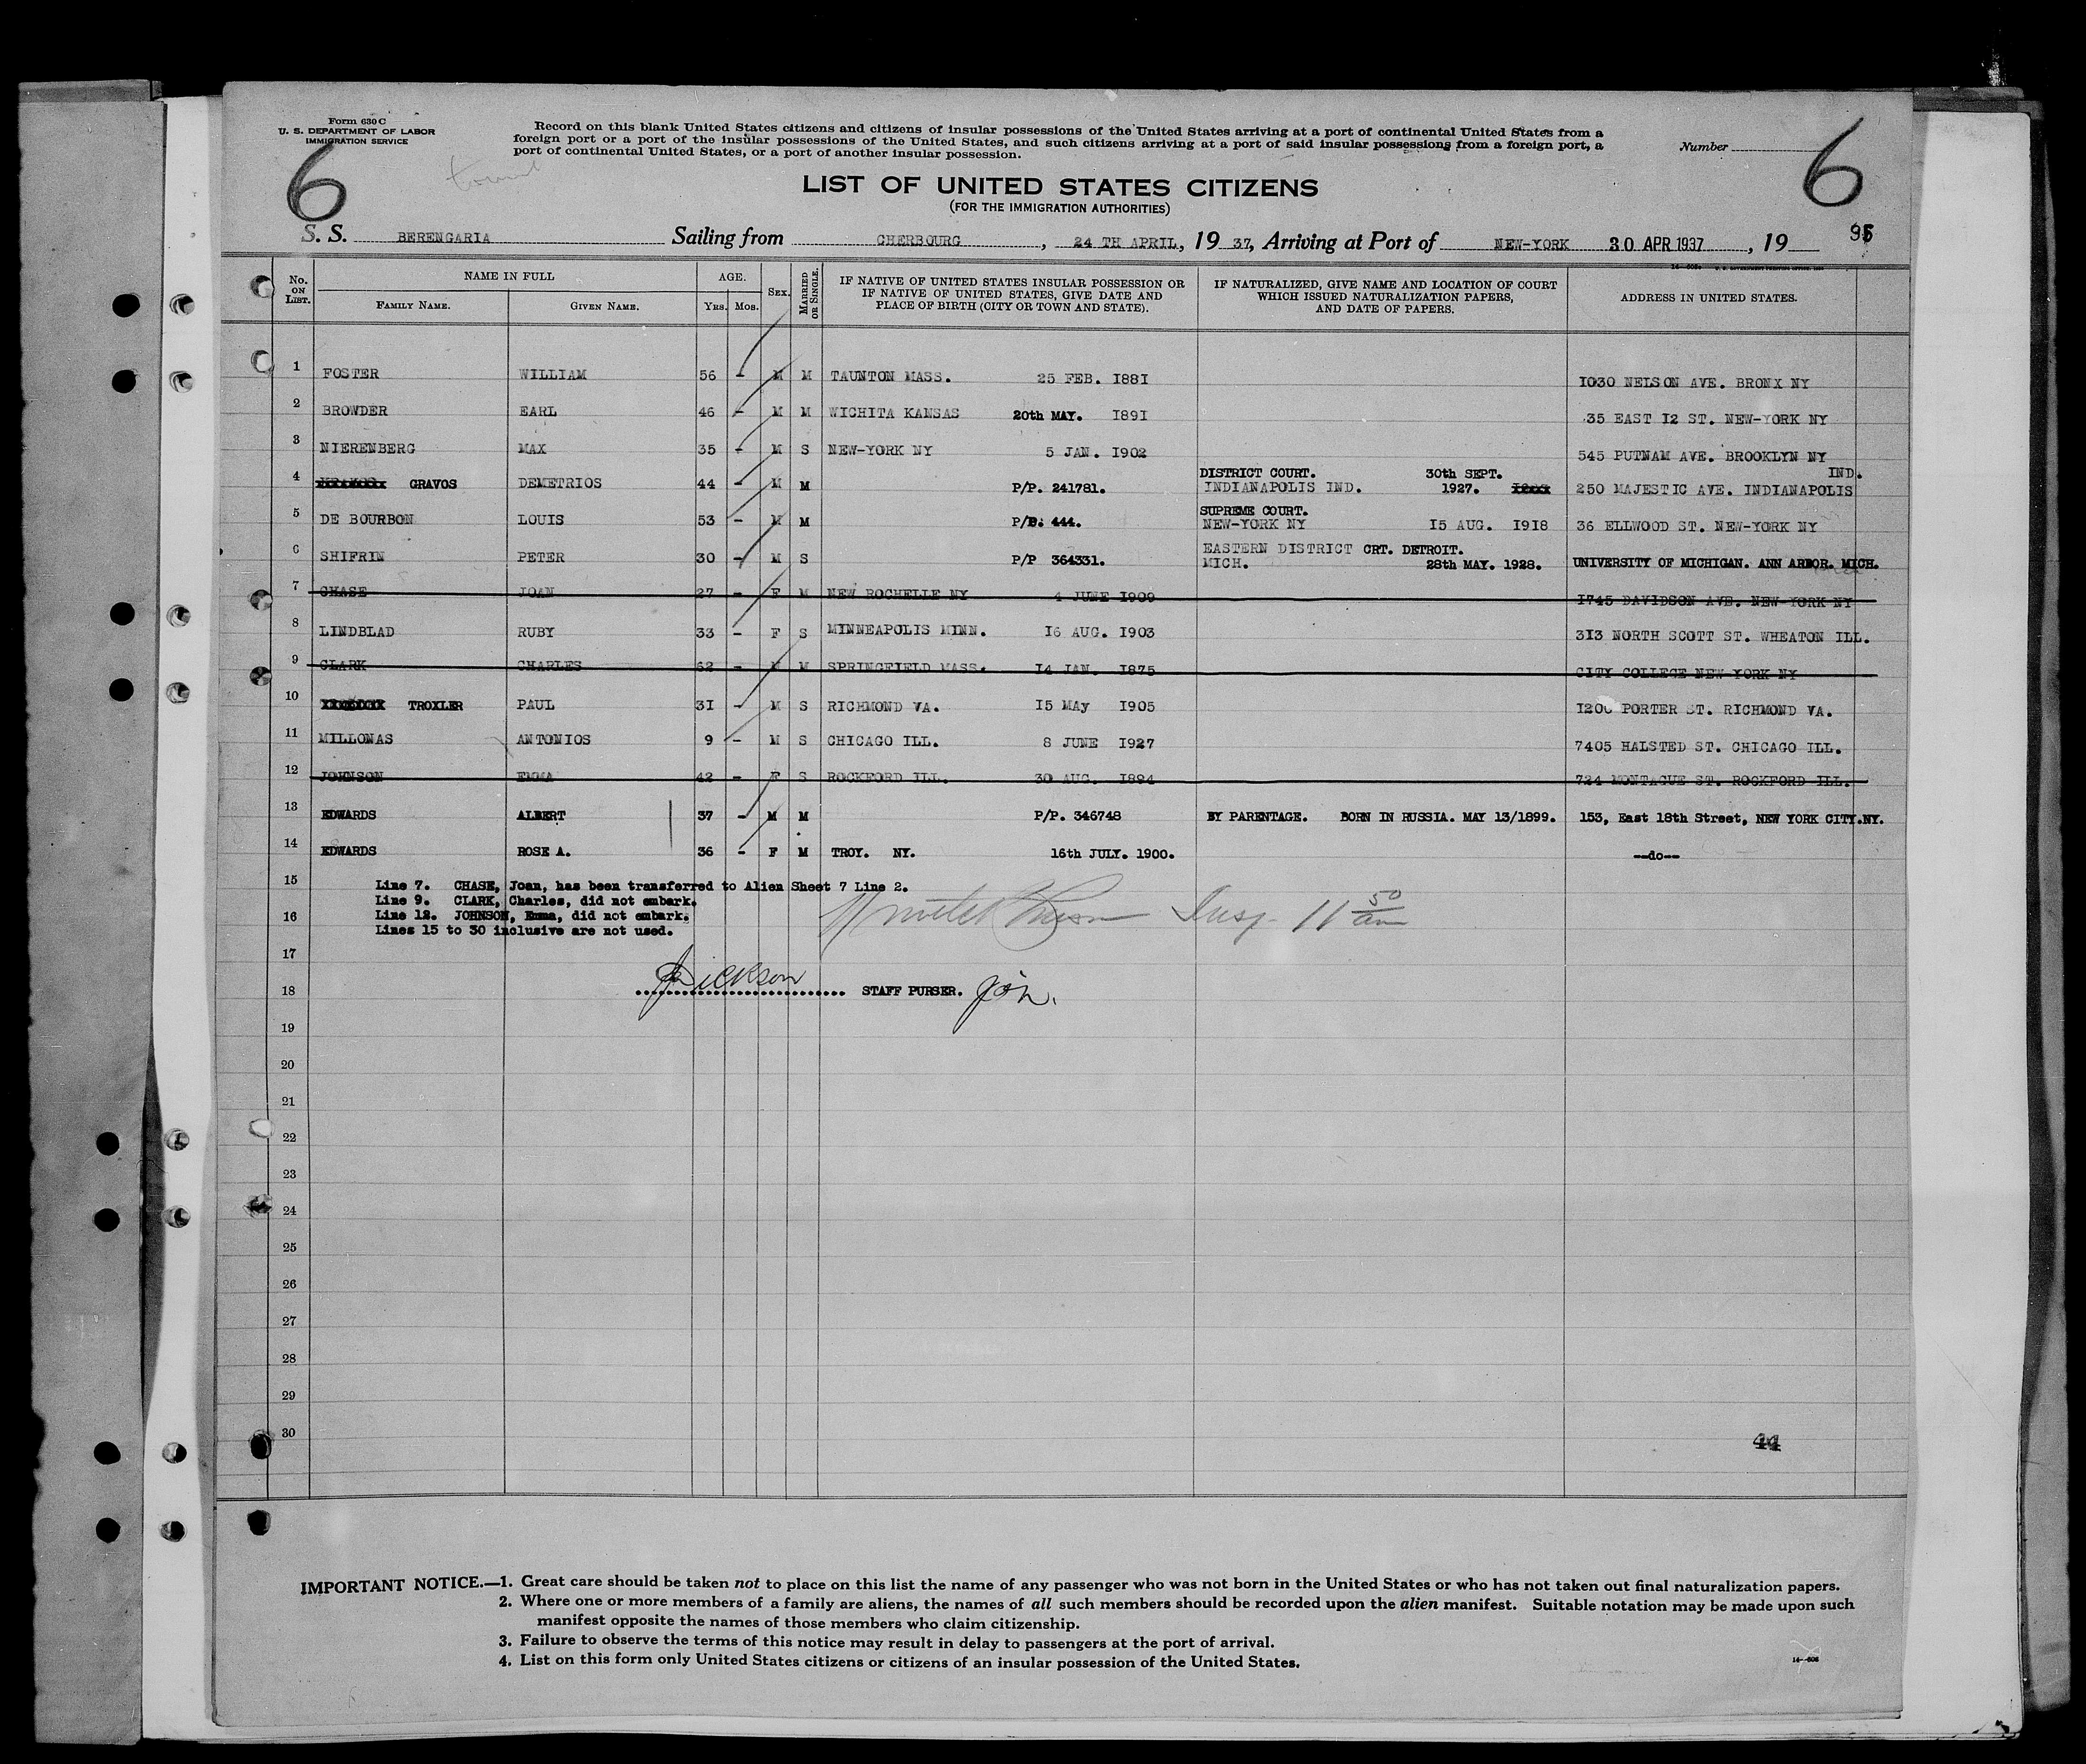 Form 630 C
U. S. DEPARTMENT OF LABOR
IMMIGRATION SERVICE
Record on this blank United States citizens and citizens of insular possessions of the United States arriving at a port of continental United States from a
foreign port or a port of the insular possessions of the United States, and such citizens arriving at a port of said insular possessions from a foreign port, a
port of continental United States, or a port of another insular possession.
Number
6
6
LIST OF UNITED STATES CITIZENS
(FOR THE IMMIGRATION AUTHORITIES)
S. S. BERENGARIA Sailing from CHERBOURG, 24 TH APRIL, 19 37, Arriving at Port of NEW-YORK 30 APR 1937, 19
No. ON LIST. NAME IN FULL FAMILY NAME. GIVEN NAME. AGE. YRS. MOS. SEX. MARRIED OR SINGLE. IF NATIVE OF UNITED STATES INSULAR POSSESSION OR IF NATIVE OF UNITED STATES, GIVE DATE AND PLACE OF BIRTH (CITY OR TOWN AND STATE). IF NATURALIZED, GIVE NAME AND LOCATION OF COURT WHICH ISSUED NATURALIZATION PAPERS, AND DATE OF PAPERS. ADDRESS IN UNITED STATES.
1 FOSTER WILLIAM 56 - M M TAUNTON MASS. 25 FEB. 1881 1030 NELSON AVE. BRONX NY
2 BROWDER EARL 46 - M M WICHITA KANSAS 20th MAY. 1891 35 EAST 12 ST. NEW-YORK NY
3 NIERENBERG MAX 35 - M S NEW-YORK NY 5 JAN. 1902 545 PUTNAM AVE. BROOKLYN NY
4 GRAVOS DEMETRIOS 44 - M M P/P. 241781. DISTRICT COURT. INDIANAPOLIS IND. 30th SEPT. 1927. 250 MAJESTIC AVE. INDIANAPOLIS IND.
5 DE BOURBON LOUIS 53 - M M P/P. 444. SUPREME COURT. NEW-YORK NY 15 AUG. 1918 36 ELLWOOD ST. NEW-YORK NY
6 SHIFRIN PETER 30 - M S P/P 364331. EASTERN DISTRICT CRT. DETROIT. MICH. 28th MAY. 1928. UNIVERSITY OF MICHIGAN. ANN ARBOR. MICH.
7 CHASE JOAN 27 - F M NEW ROCHELLE NY 4 JUNE 1909 1745 DAVIDSON AVE. NEW-YORK NY
8 LINDBLAD RUBY 33 - F S MINNEAPOLIS MINN. 16 AUG. 1903 313 NORTH SCOTT ST. WHEATON ILL.
9 CLARK CHARLES 62 - M M SPRINGFIELD MASS. 14 JAN. 1875 CITY COLLEGE NEW YORK NY
10 TROXLER PAUL 31 - M S RICHMOND VA. 15 MAY 1905 1200 PORTER ST. RICHMOND VA.
11 MILLONAS ANTONIOS 9 - M S CHICAGO ILL. 8 JUNE 1927 7405 HALSTED ST. CHICAGO ILL.
12 JOHNSON EMMA 42 - F S ROCKFORD ILL. 30 AUG. 1894 724 MONTAGUE ST. ROCKFORD ILL.
13 EDWARDS ALBERT 37 - M M P/P. 346748 BY PARENTAGE. BORN IN RUSSIA. MAY 13/1899. 153, East 18th Street, NEW YORK CITY.NY.
14 EDWARDS ROSE A. 36 - F M TROY. NY. 16th JULY. 1900. --do--
15 Line 7. CHASE, Joan, has been transferred to Alien Sheet 7 Line 2.
Line 9. CLARK, Charles, did not embark.
16 Line 12. JOHNSON, Emma, did not embark.
Lines 15 to 30 inclusive are not used.
Insp. 11 50 am
17
18 Dickson STAFF PURSER.
19
20
21
22
23
24
25
26
27
28
29
30
44
IMPORTANT NOTICE.—1. Great care should be taken not to place on this list the name of any passenger who was not born in the United States or who has not taken out final naturalization papers.
2. Where one or more members of a family are aliens, the names of all such members should be recorded upon the alien manifest. Suitable notation may be made upon such
manifest opposite the names of those members who claim citizenship.
3. Failure to observe the terms of this notice may result in delay to passengers at the port of arrival.
4. List on this form only United States citizens or citizens of an insular possession of the United States.